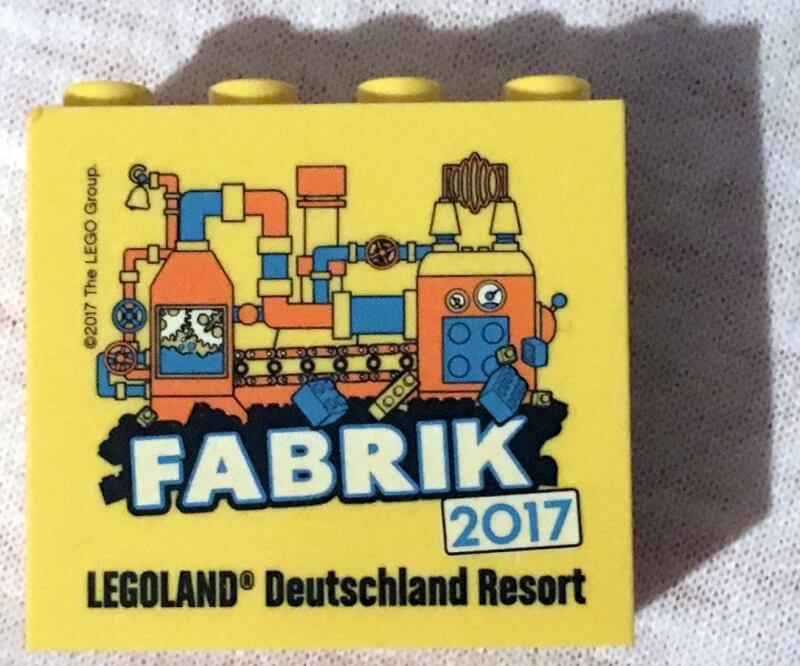 ©2017 The LEGO Group.
FABRIK
2017
LEGOLAND® Deutschland Resort